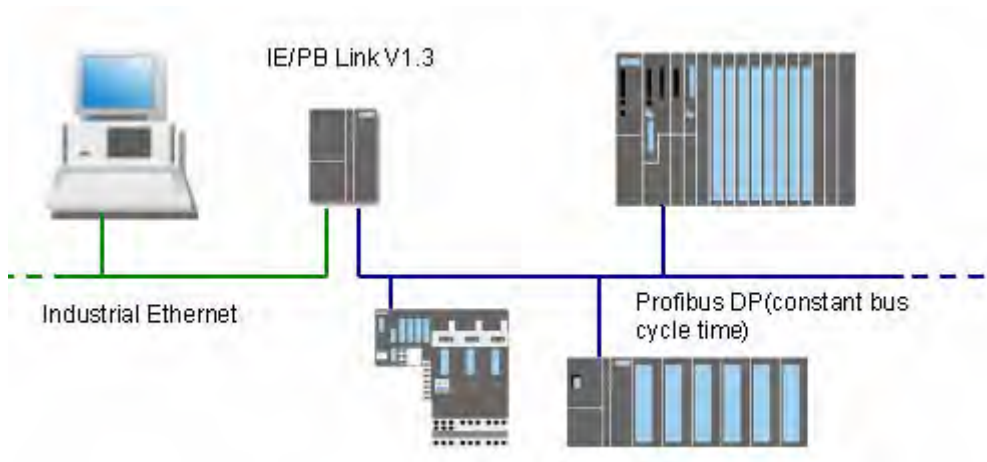 IE/PB Link V1.3
Industrial Ethernet
Profibus DP(constant bus
cycle time)